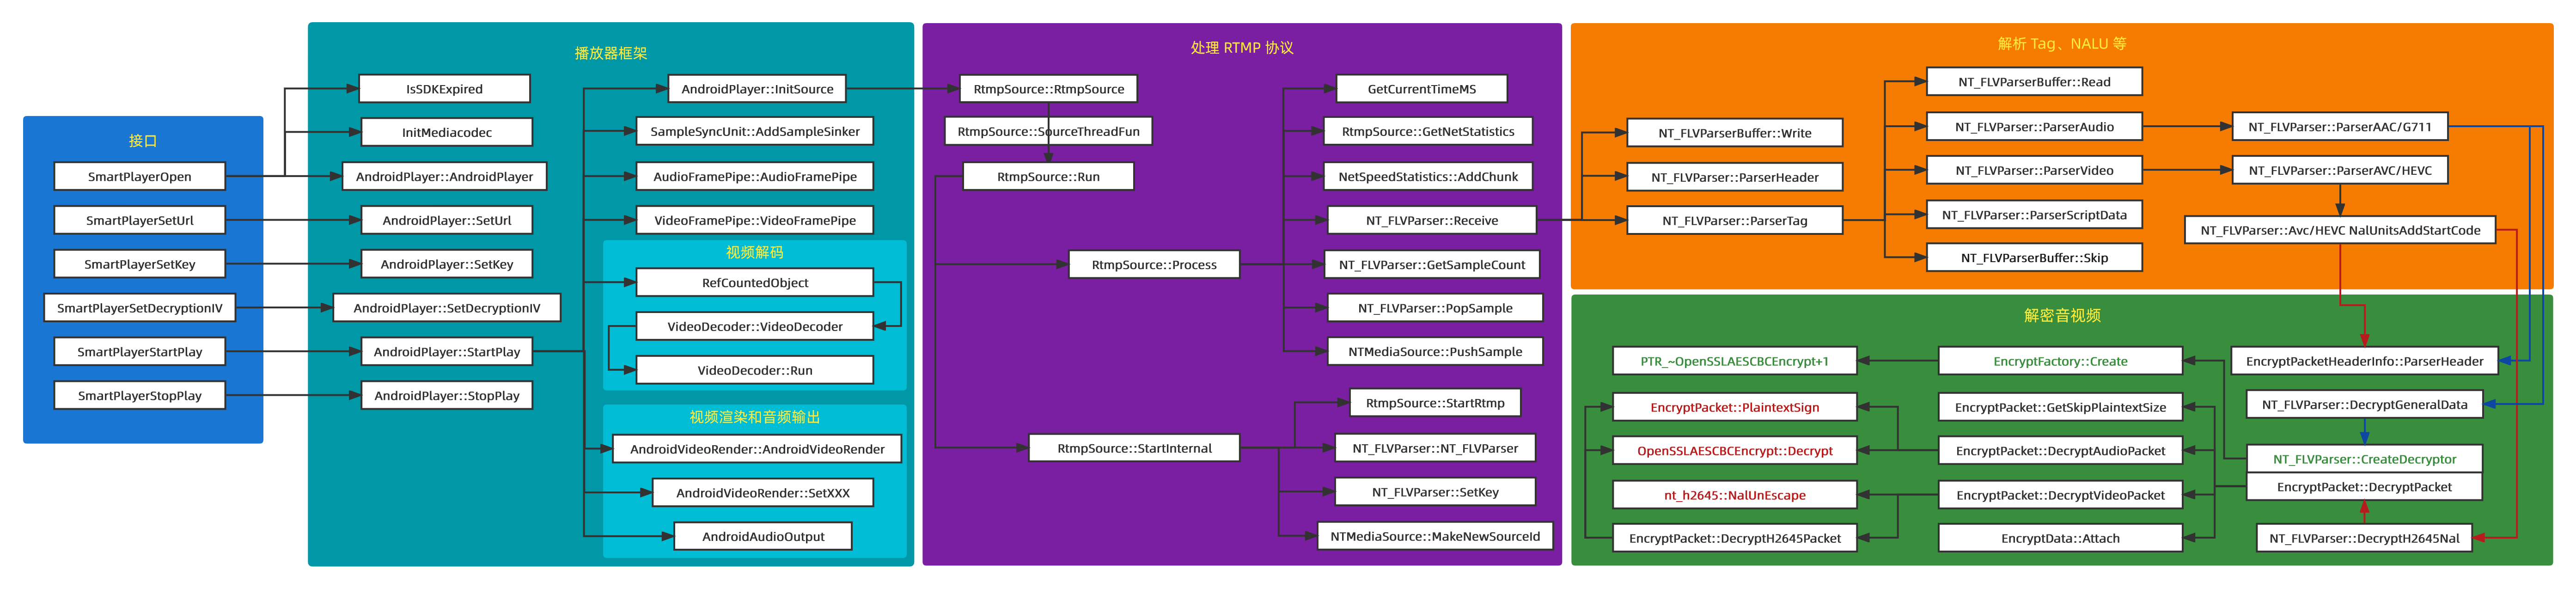 接口
SmartPlayerOpen
SmartPlayerSetUrl
SmartPlayerSetKey
SmartPlayerSetDecryptionIV
SmartPlayerStartPlay
SmartPlayerStopPlay
播放器框架
IsSDKExpired
InitMediacodec
AndroidPlayer::AndroidPlayer
AndroidPlayer::SetUrl
AndroidPlayer::SetKey
AndroidPlayer::SetDecryptionIV
AndroidPlayer::StartPlay
AndroidPlayer::StopPlay
AndroidPlayer::InitSource
SampleSyncUnit::AddSampleSinker
AudioFramePipe::AudioFramePipe
VideoFramePipe::VideoFramePipe
视频解码
RefCountedObject
VideoDecoder::VideoDecoder
VideoDecoder::Run
视频渲染和音频输出
AndroidVideoRender::AndroidVideoRender
AndroidVideoRender::SetXXX
AndroidAudioOutput
处理 RTMP 协议
RtmpSource::RtmpSource
RtmpSource::SourceThreadFun
RtmpSource::Run
RtmpSource::Process
RtmpSource::StartInternal
GetCurrentTimeMS
RtmpSource::GetNetStatistics
NetSpeedStatistics::AddChunk
NT_FLVParser::Receive
NT_FLVParser::GetSampleCount
NT_FLVParser::PopSample
NTMediaSource::PushSample
RtmpSource::StartRtmp
NT_FLVParser::NT_FLVParser
NT_FLVParser::SetKey
NTMediaSource::MakeNewSourceId
解析 Tag、NALU 等
NT_FLVParserBuffer::Write
NT_FLVParser::ParserHeader
NT_FLVParser::ParserTag
NT_FLVParserBuffer::Read
NT_FLVParser::ParserAudio
NT_FLVParser::ParserVideo
NT_FLVParser::ParserScriptData
NT_FLVParserBuffer::Skip
NT_FLVParser::ParserAAC/G711
NT_FLVParser::ParserAVC/HEVC
NT_FLVParser::Avc/HEVC NalUnitsAddStartCode
解密音视频
PTR_~OpenSSLAESCBCEncrypt+1
EncryptPacket::PlaintextSign
OpenSSLAESCBCEncrypt::Decrypt
nt_h2645::NalUnEscape
EncryptPacket::DecryptH2645Packet
EncryptFactory::Create
EncryptPacket::GetSkipPlaintextSize
EncryptPacket::DecryptAudioPacket
EncryptPacket::DecryptVideoPacket
EncryptData::Attach
EncryptPacketHeaderInfo::ParserHeader
NT_FLVParser::DecryptGeneralData
NT_FLVParser::CreateDecryptor
EncryptPacket::DecryptPacket
NT_FLVParser::DecryptH2645Nal